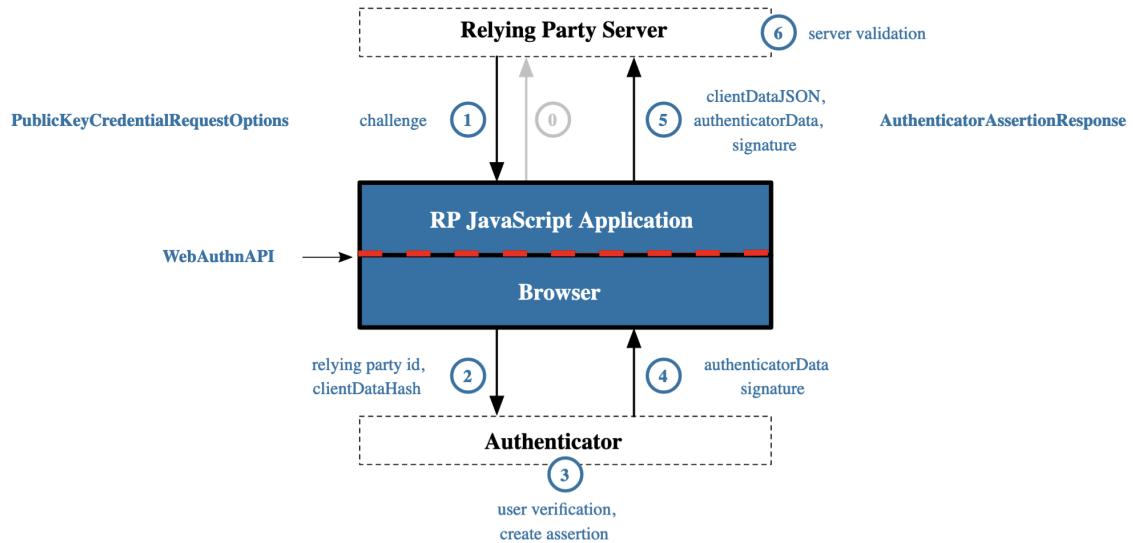 Relying Party Server
6
server validation
PublicKeyCredentialRequestOptions
challenge
1
0
5
clientDataJSON,
authenticatorData,
signature
AuthenticatorAssertionResponse
RP JavaScript Application
WebAuthnAPI
Browser
relying party id,
clientDataHash
2
4
authenticatorData
signature
Authenticator
3
user verification,
create assertion